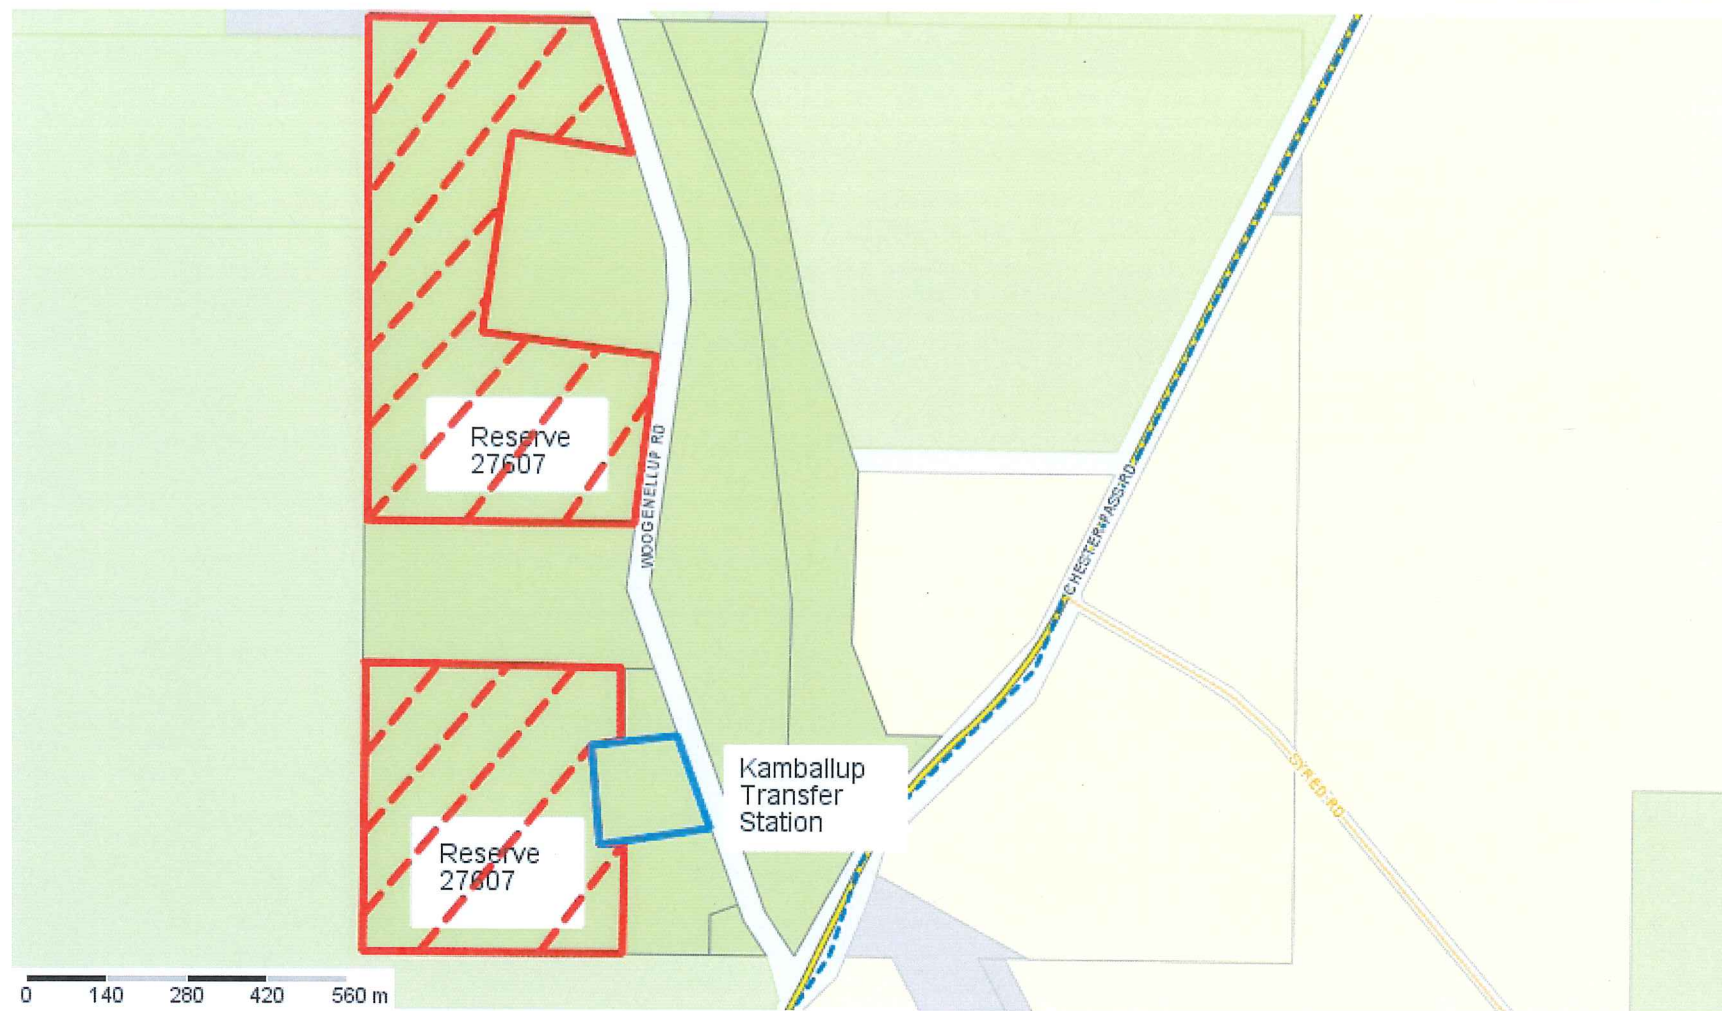 Reserve
27607
WOOGENELLUP RD
CHESTER PASS RD
SYRED RD
Kamballup
Transfer
Station
Reserve
27607
0 140 280 420 560 m